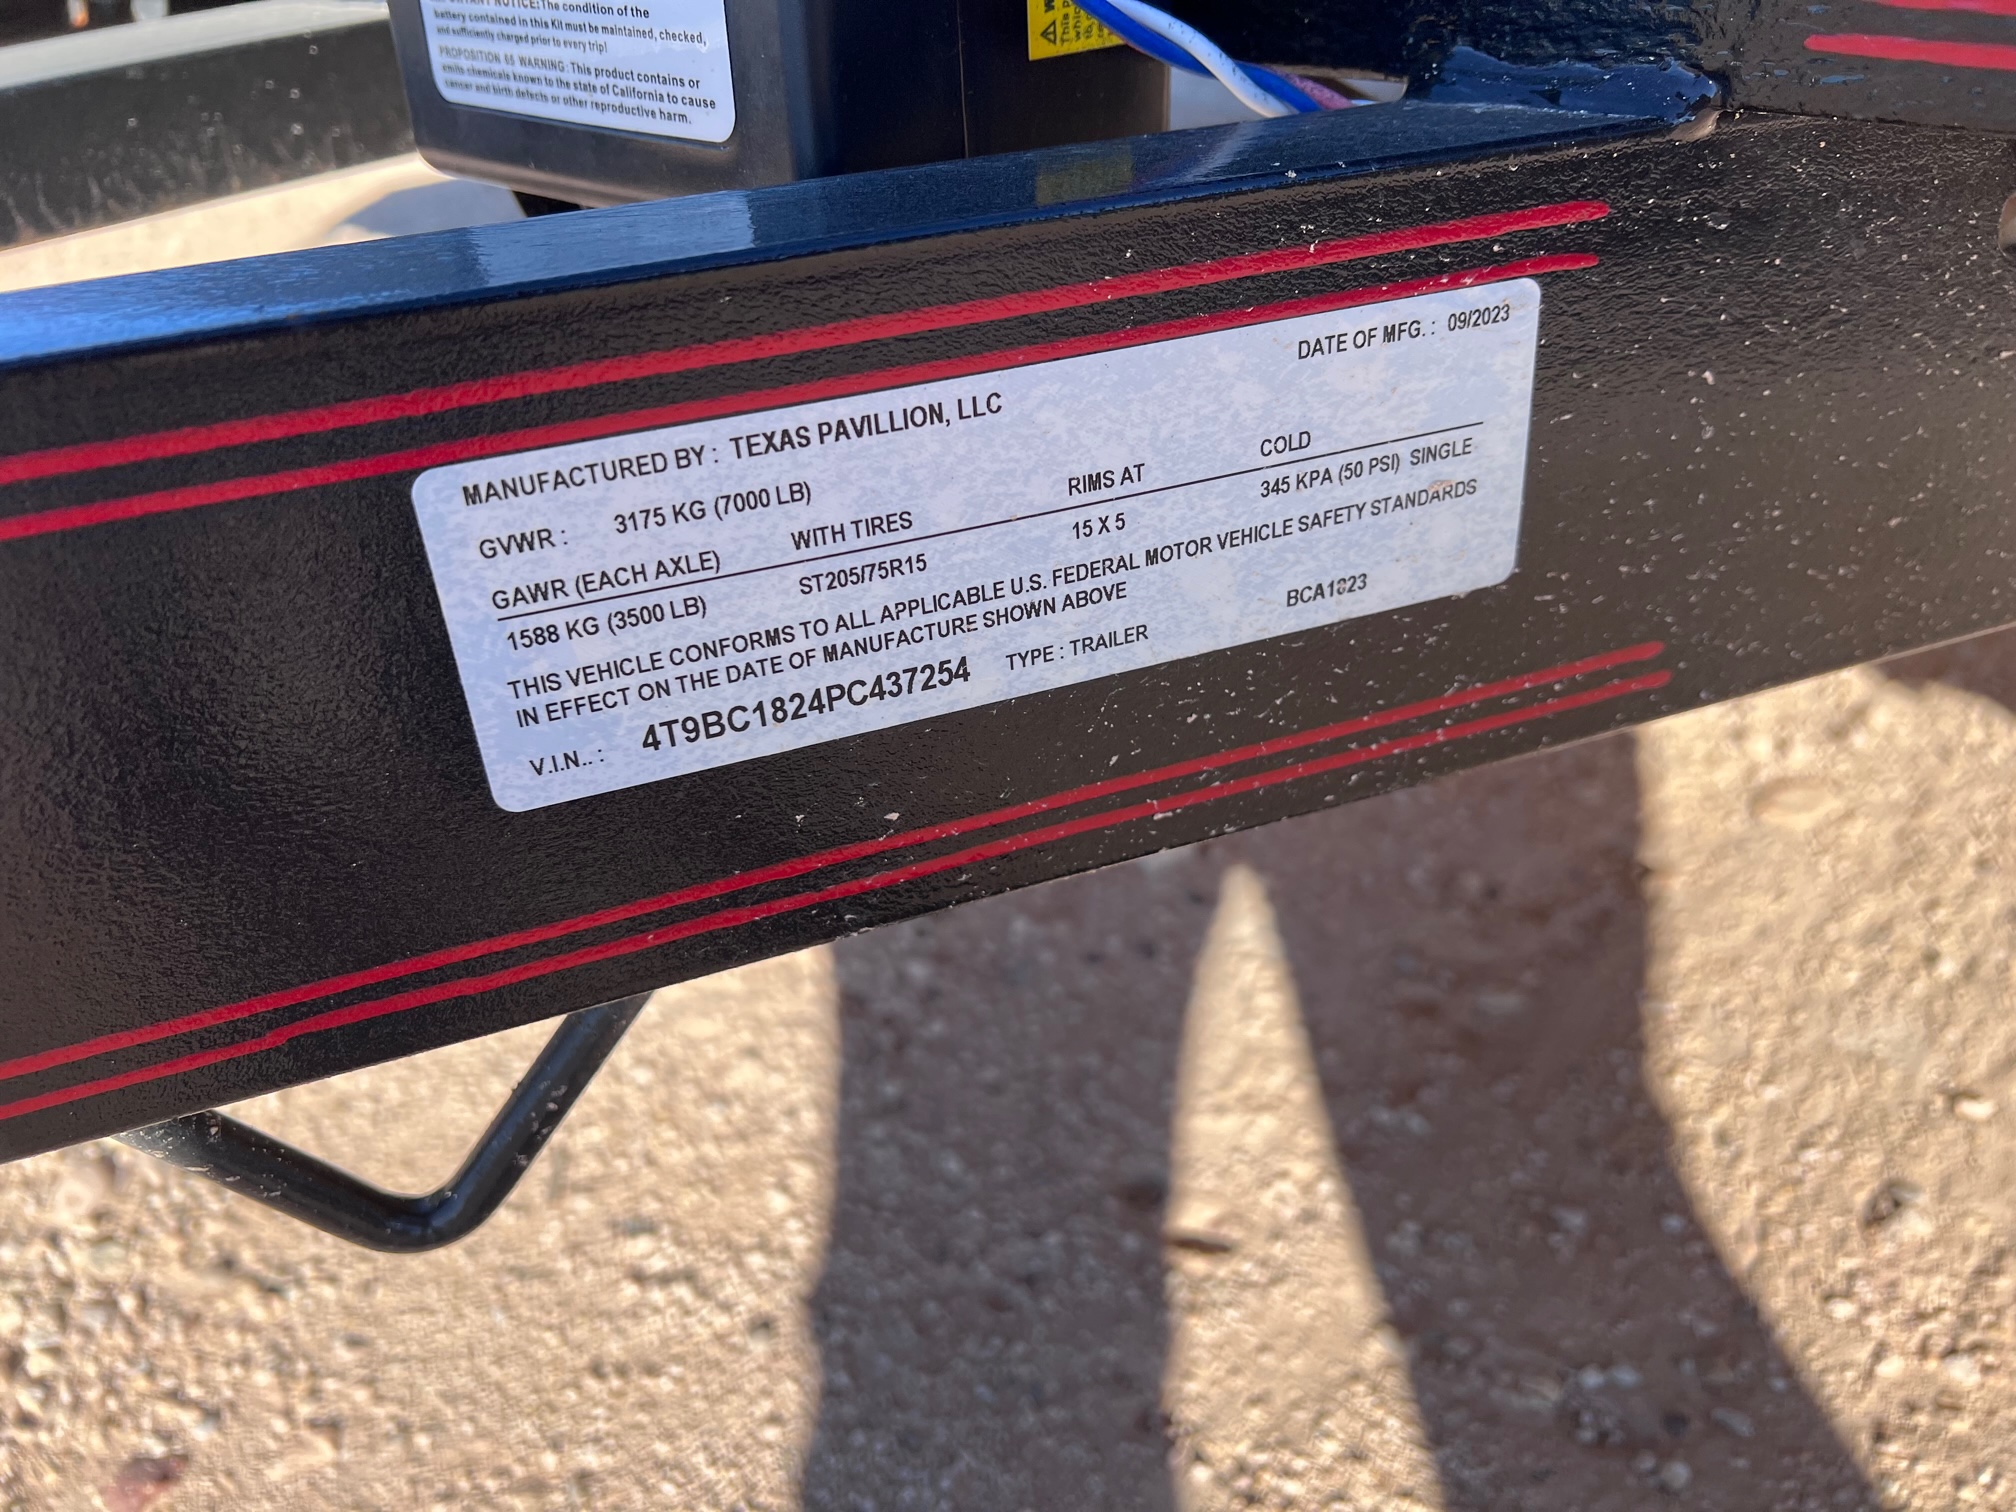 NOTICE: The condition of the
battery contained in this Kit must be maintained, checked,
and sufficiently charged prior to every trip!
PROPOSITION 65 WARNING: This product contains or
emits chemicals known to the state of California to cause
cancer and birth defects or other reproductive harm.
DATE OF MFG. : 09/2023
MANUFACTURED BY : TEXAS PAVILLION, LLC
GVWR : 3175 KG (7000 LB)
GAWR (EACH AXLE) WITH TIRES RIMS AT COLD
1588 KG (3500 LB) ST205/75R15 15 X 5 345 KPA (50 PSI) SINGLE
THIS VEHICLE CONFORMS TO ALL APPLICABLE U.S. FEDERAL MOTOR VEHICLE SAFETY STANDARDS
IN EFFECT ON THE DATE OF MANUFACTURE SHOWN ABOVE
V.I.N.. : 4T9BC1824PC437254 TYPE : TRAILER BCA1823